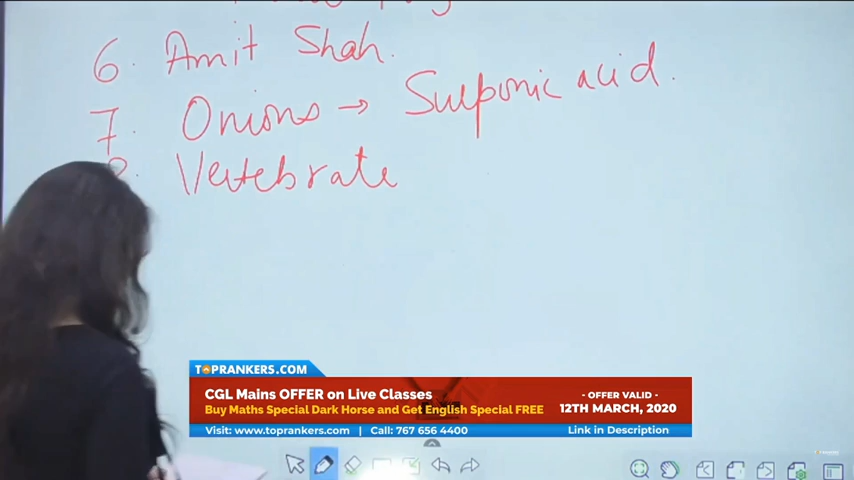 6. Amit Shah.
7. Onions → Sulponic acid.
8. Vertebrate
TOPRANKERS.COM
CGL Mains OFFER on Live Classes
Buy Maths Special Dark Horse and Get English Special FREE
- OFFER VALID -
12TH MARCH, 2020
Visit: www.toprankers.com | Call: 767 656 4400
Link in Description